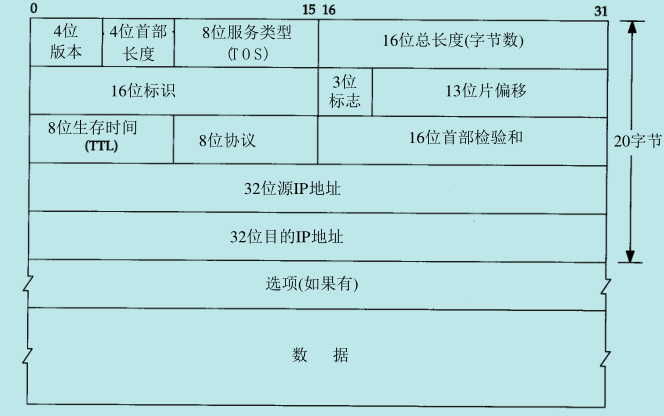 0 15 16 31
4位版本 4位首部长度 8位服务类型(TOS) 16位总长度(字节数)
16位标识 3位标志 13位片偏移
8位生存时间(TTL) 8位协议 16位首部检验和
20字节
32位源IP地址
32位目的IP地址
选项(如果有)
数 据